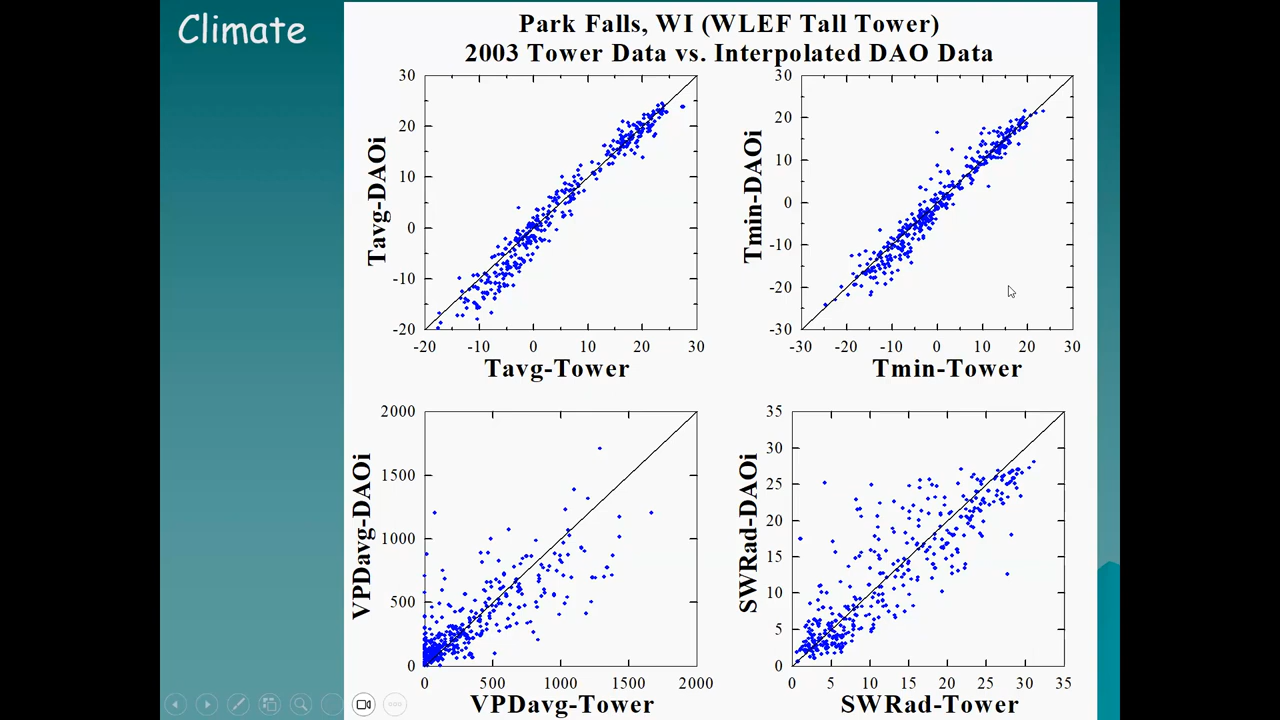 Climate
Park Falls, WI (WLEF Tall Tower)
2003 Tower Data vs. Interpolated DAO Data
30
20
10
0
-10
-20
Tavg-DAOi
-20 -10 0 10 20 30
Tavg-Tower
30
20
10
0
-10
-20
-30
Tmin-DAOi
-30 -20 -10 0 10 20 30
Tmin-Tower
2000
1500
1000
500
0
VPDavg-DAOi
0 500 1000 1500 2000
VPDavg-Tower
35
30
25
20
15
10
5
0
SWRad-DAOi
0 5 10 15 20 25 30 35
SWRad-Tower